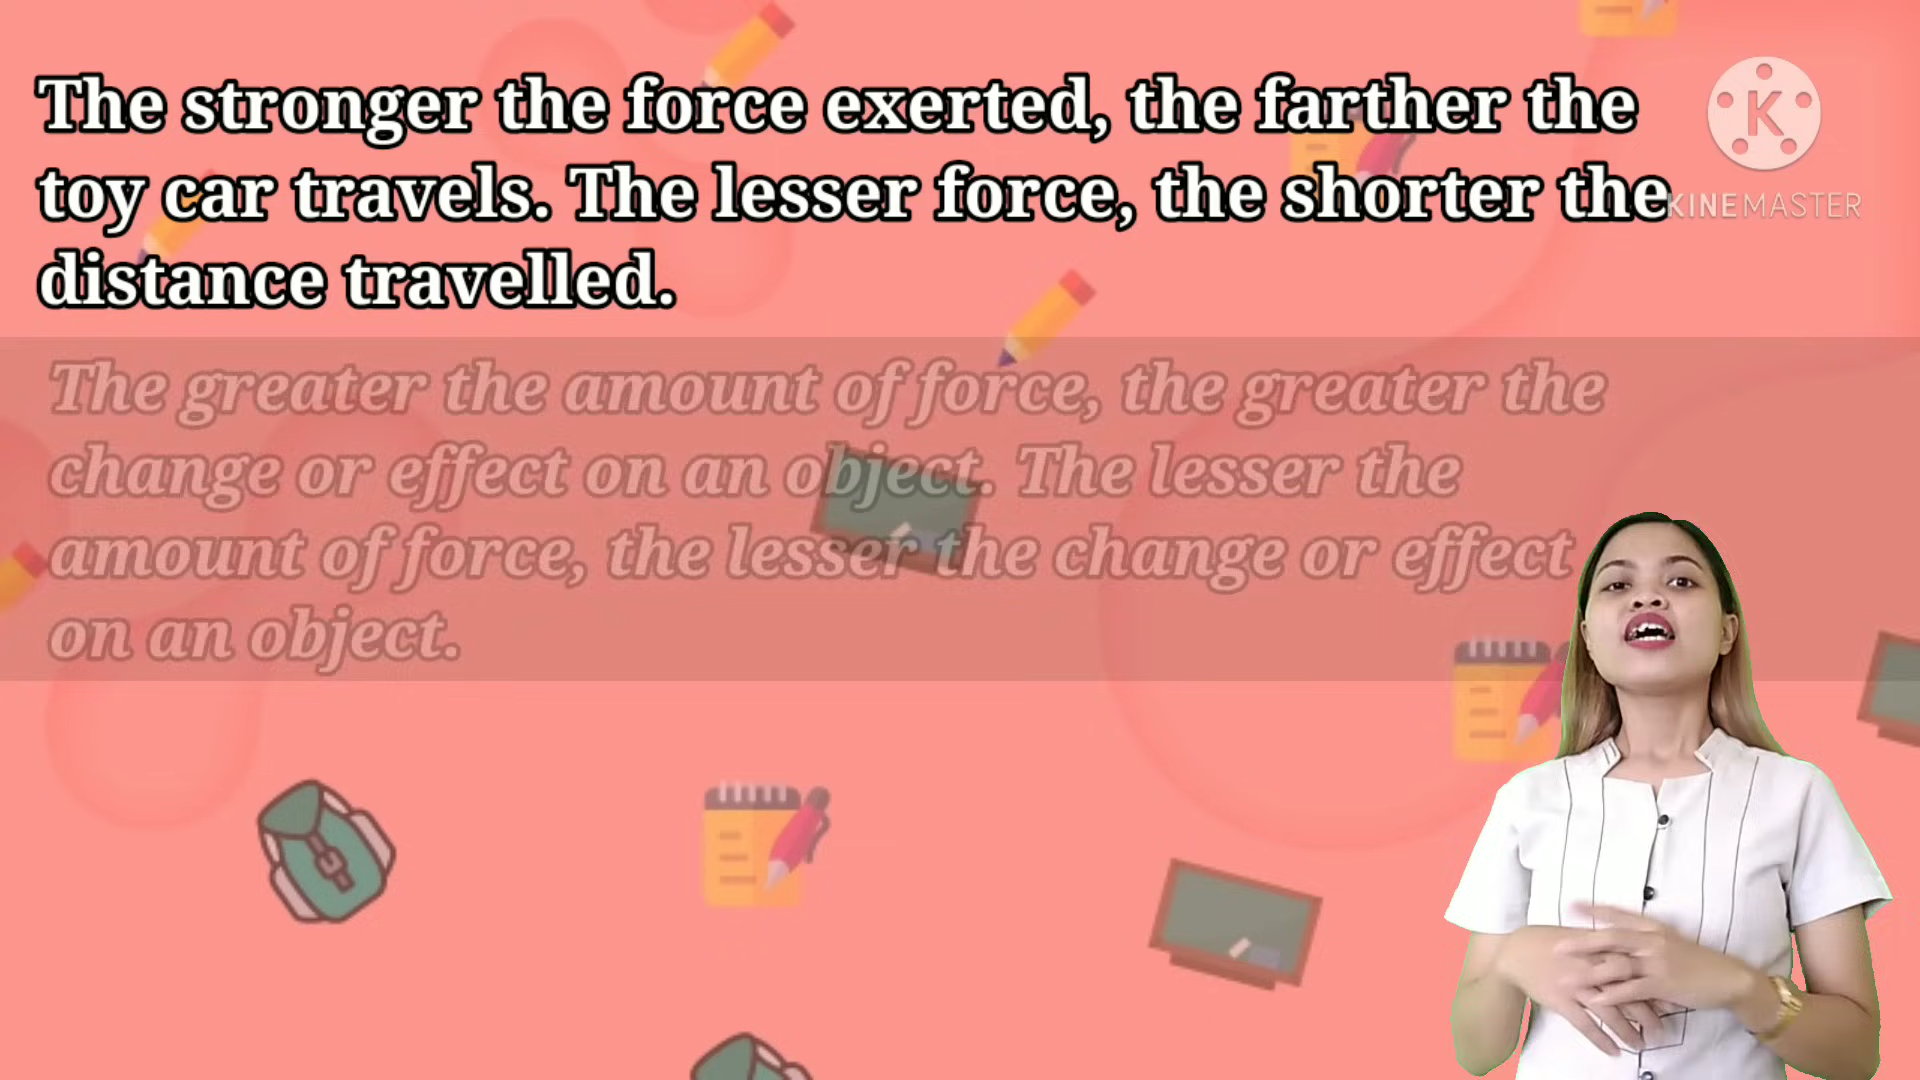 The stronger the force exerted, the farther the
toy car travels. The lesser force, the shorter the
distance travelled.
K
KINEMASTER
The greater the amount of force, the greater the
change or effect on an object. The lesser the
amount of force, the lesser the change or effect
on an object.